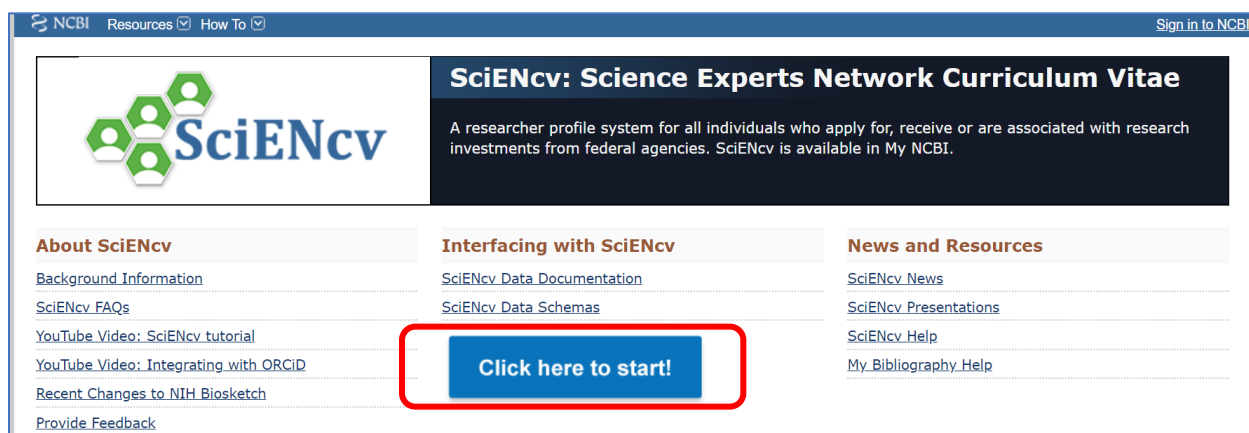 NCBI Resources How To Sign in to NCBI
SciENcv
SciENcv: Science Experts Network Curriculum Vitae
A researcher profile system for all individuals who apply for, receive or are associated with research
investments from federal agencies. SciENcv is available in My NCBI.
About SciENcv
Background Information
SciENcv FAQs
YouTube Video: SciENcv tutorial
YouTube Video: Integrating with ORCiD
Recent Changes to NIH Biosketch
Provide Feedback
Interfacing with SciENcv
SciENcv Data Documentation
SciENcv Data Schemas
Click here to start!
News and Resources
SciENcv News
SciENcv Presentations
SciENcv Help
My Bibliography Help